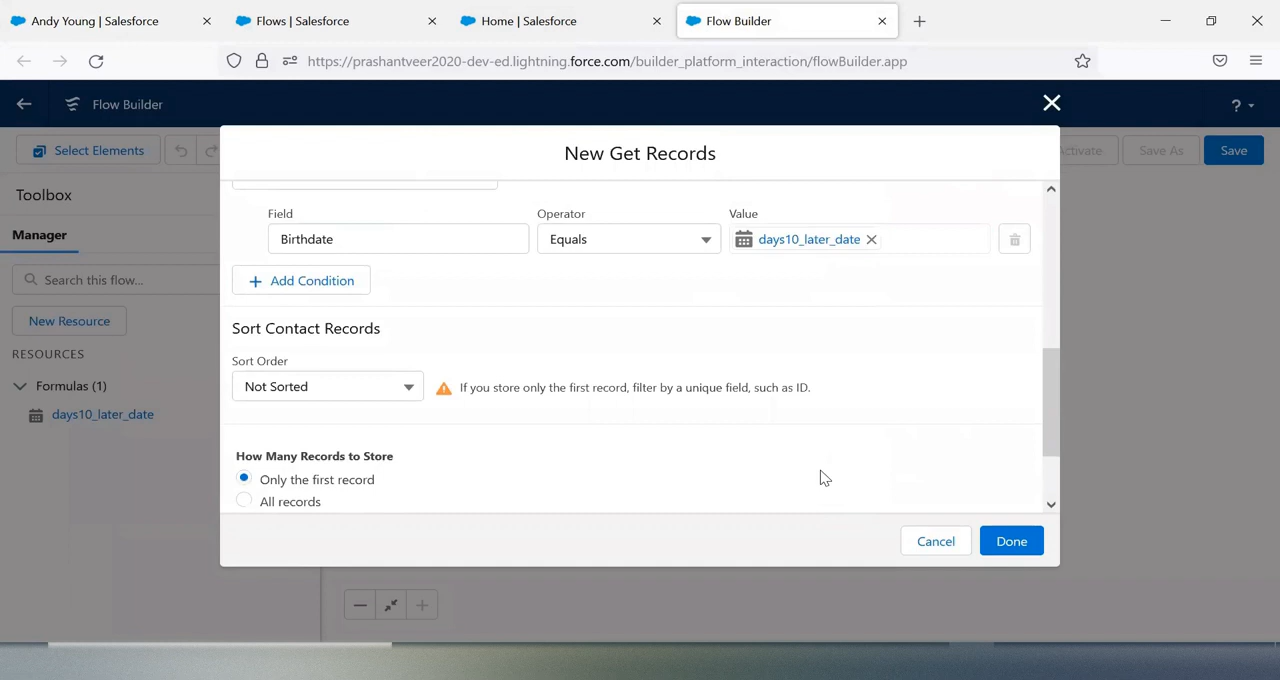 Andy Young | Salesforce
Flows | Salesforce
Home | Salesforce
Flow Builder
https://prashantveer2020-dev-ed.lightning.force.com/builder_platform_interaction/flowBuilder.app
Flow Builder
?
Select Elements
New Get Records
Activate
Save As
Save
Toolbox
Manager
Search this flow...
New Resource
RESOURCES
Formulas (1)
days10_later_date
Field
Operator
Value
Birthdate
Equals
days10_later_date
Add Condition
Sort Contact Records
Sort Order
Not Sorted
If you store only the first record, filter by a unique field, such as ID.
How Many Records to Store
Only the first record
All records
Cancel
Done